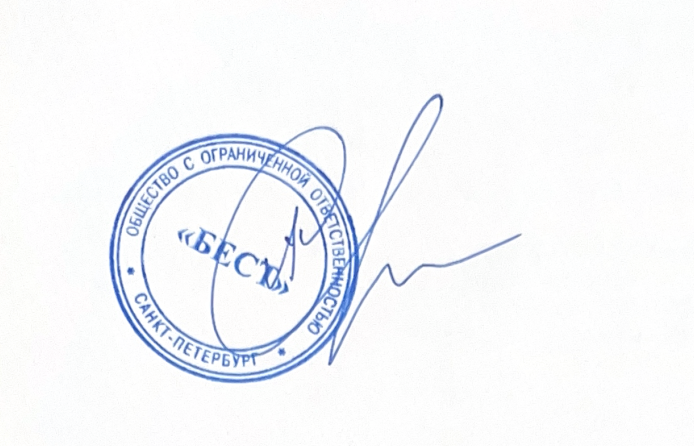 ОБЩЕСТВО С ОГРАНИЧЕННОЙ ОТВЕТСТВЕННОСТЬЮ
«БЕСТ»
* САНКТ-ПЕТЕРБУРГ *